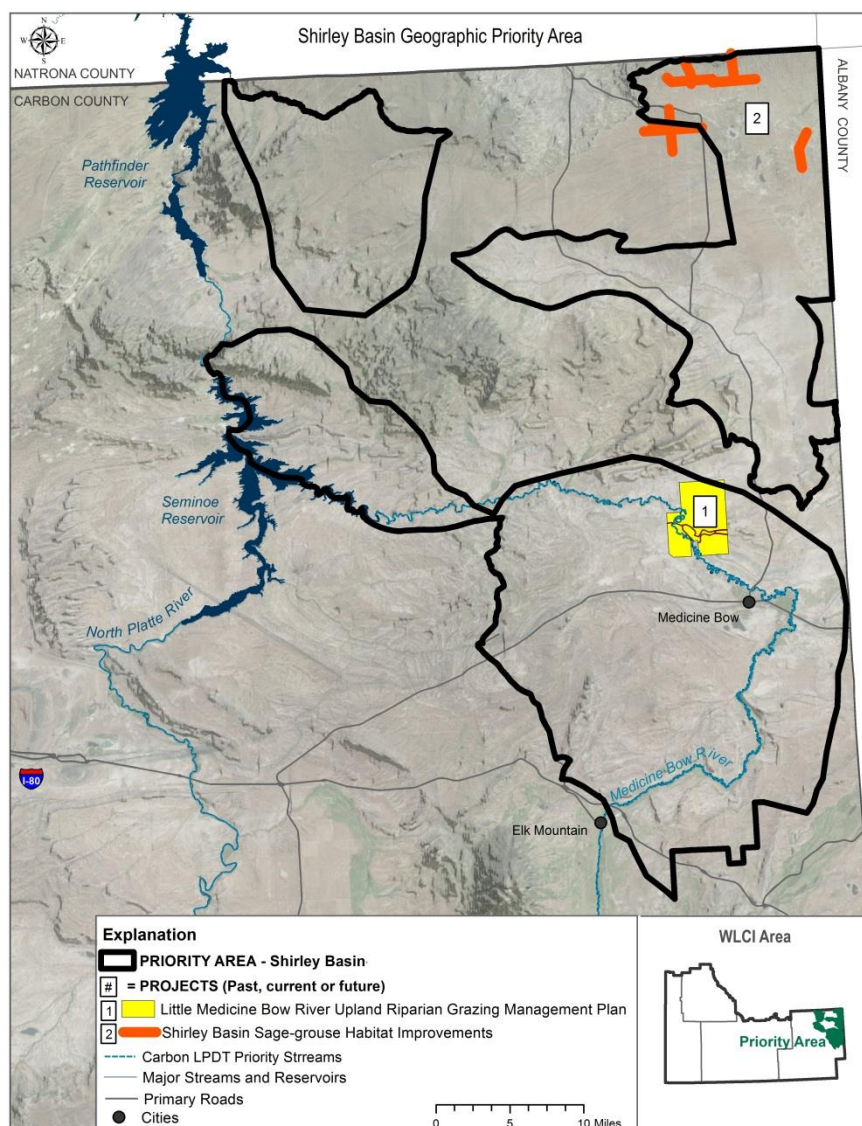 Shirley Basin Geographic Priority Area
N
W
E
S
NATRONA COUNTY
CARBON COUNTY
ALBANY COUNTY
2
Pathfinder
Reservoir
Seminoe
Reservoir
1
North Platte River
Medicine Bow
Medicine Bow River
I-80
Elk Mountain
Explanation
PRIORITY AREA - Shirley Basin
# = PROJECTS (Past, current or future)
1 Little Medicine Bow River Upland Riparian Grazing Management Plan
2 Shirley Basin Sage-grouse Habitat Improvements
Carbon LPDT Priority Streams
Major Streams and Reservoirs
Primary Roads
Cities
0 5 10 Miles
WLCI Area
Priority Area